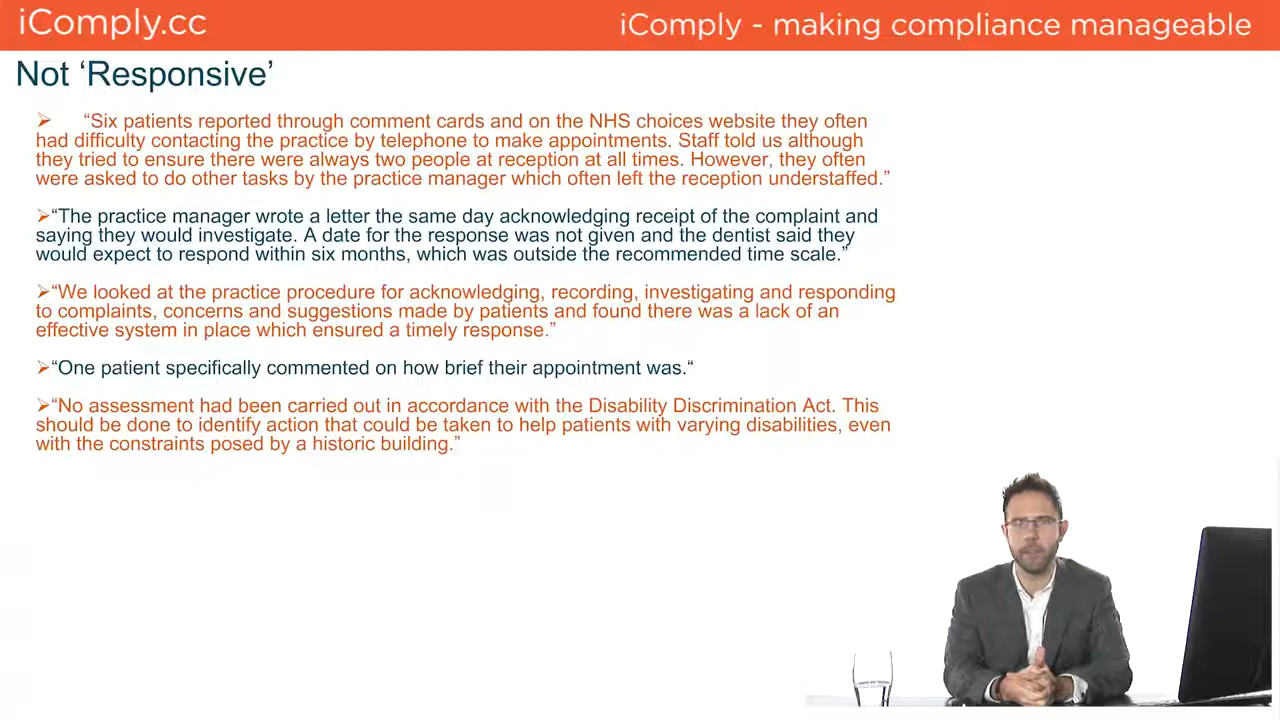 iComply.cc
iComply - making compliance manageable
Not ‘Responsive’
“Six patients reported through comment cards and on the NHS choices website they often
had difficulty contacting the practice by telephone to make appointments. Staff told us although
they tried to ensure there were always two people at reception at all times. However, they often
were asked to do other tasks by the practice manager which often left the reception understaffed.”
“The practice manager wrote a letter the same day acknowledging receipt of the complaint and
saying they would investigate. A date for the response was not given and the dentist said they
would expect to respond within six months, which was outside the recommended time scale.”
“We looked at the practice procedure for acknowledging, recording, investigating and responding
to complaints, concerns and suggestions made by patients and found there was a lack of an
effective system in place which ensured a timely response.”
“One patient specifically commented on how brief their appointment was.“
“No assessment had been carried out in accordance with the Disability Discrimination Act. This
should be done to identify action that could be taken to help patients with varying disabilities, even
with the constraints posed by a historic building.”